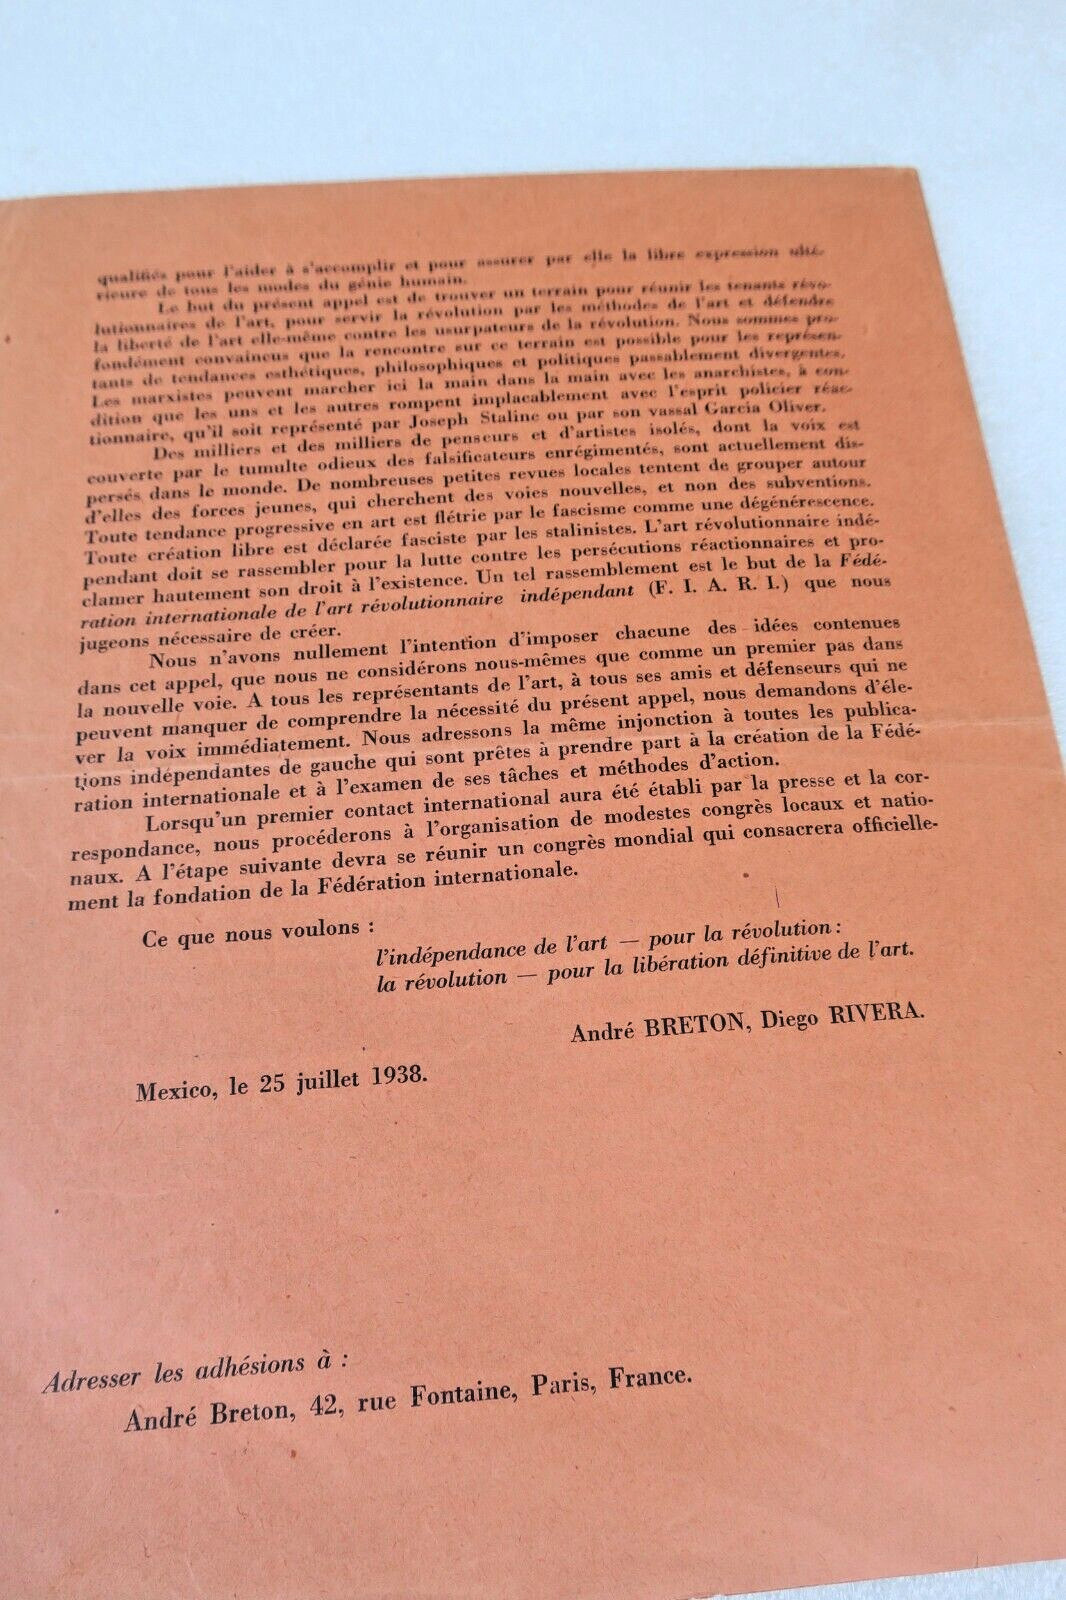 qualifiés pour l'aider à s'accomplir et pour assurer par elle la libre expression ulté-
rieure de tous les modes du génie humain.
Le but du présent appel est de trouver un terrain pour réunir les tenants révo-
lutionnaires de l'art, pour servir la révolution par les méthodes de l'art et défendre
la liberté de l'art elle-même contre les usurpateurs de la révolution. Nous sommes pro-
fondément convaincus que la rencontre sur ce terrain est possible pour les représen-
tants de tendances esthétiques, philosophiques et politiques passablement divergentes.
Les marxistes peuvent marcher ici la main dans la main avec les anarchistes, à con-
dition que les uns et les autres rompent implacablement avec l'esprit policier réac-
tionnaire, qu'il soit représenté par Joseph Staline ou par son vassal Garcia Oliver.
Des milliers et des milliers de penseurs et d'artistes isolés, dont la voix est
couverte par le tumulte odieux des falsificateurs enrégimentés, sont actuellement dis-
persés dans le monde. De nombreuses petites revues locales tentent de grouper autour
d'elles des forces jeunes, qui cherchent des voies nouvelles, et non des subventions.
Toute tendance progressive en art est flétrie par le fascisme comme une dégénérescence.
Toute création libre est déclarée fasciste par les stalinistes. L'art révolutionnaire indé-
pendant doit se rassembler pour la lutte contre les persécutions réactionnaires et pro-
clamer hautement son droit à l'existence. Un tel rassemblement est le but de la Fédé-
ration internationale de l'art révolutionnaire indépendant (F. I. A. R. I.) que nous
jugeons nécessaire de créer.
Nous n'avons nullement l'intention d'imposer chacune des idées contenues
dans cet appel, que nous ne considérons nous-mêmes que comme un premier pas dans
la nouvelle voie. A tous les représentants de l'art, à tous ses amis et défenseurs qui ne
peuvent manquer de comprendre la nécessité du présent appel, nous demandons d'éle-
ver la voix immédiatement. Nous adressons la même injonction à toutes les publica-
tions indépendantes de gauche qui sont prêtes à prendre part à la création de la Fédé-
ration internationale et à l'examen de ses tâches et méthodes d'action.
Lorsqu'un premier contact international aura été établi par la presse et la cor-
respondance, nous procéderons à l'organisation de modestes congrès locaux et natio-
naux. A l'étape suivante devra se réunir un congrès mondial qui consacrera officielle-
ment la fondation de la Fédération internationale.
Ce que nous voulons :
l'indépendance de l'art — pour la révolution :
la révolution — pour la libération définitive de l'art.
André BRETON, Diego RIVERA.
Mexico, le 25 juillet 1938.
Adresser les adhésions à :
André Breton, 42, rue Fontaine, Paris, France.